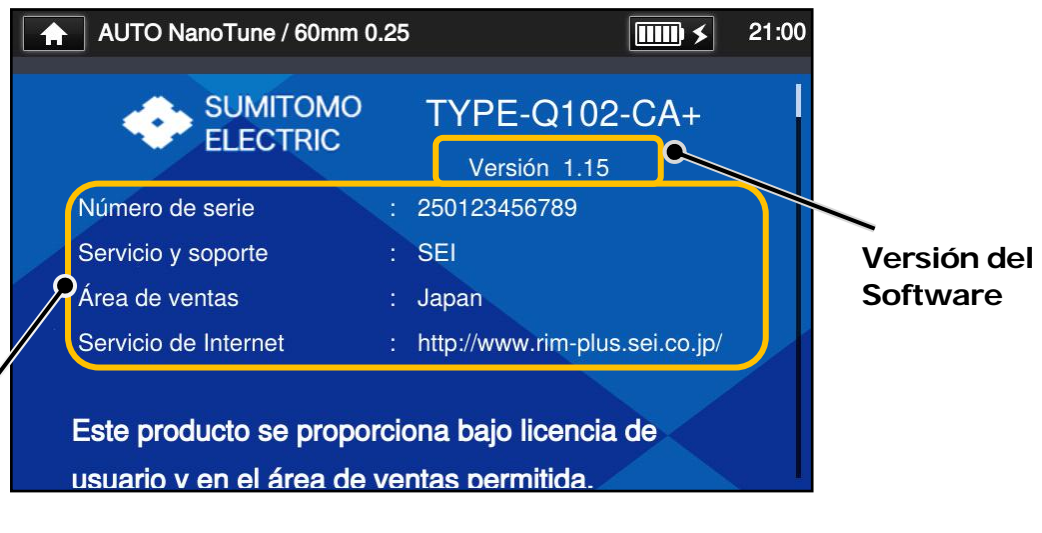 AUTO NanoTune / 60mm 0.25 21:00
SUMITOMO
ELECTRIC
TYPE-Q102-CA+
Versión 1.15
Número de serie : 250123456789
Servicio y soporte : SEI
Área de ventas : Japan
Servicio de Internet : http://www.rim-plus.sei.co.jp/
Este producto se proporciona bajo licencia de
usuario y en el área de ventas permitida.
Versión del
Software